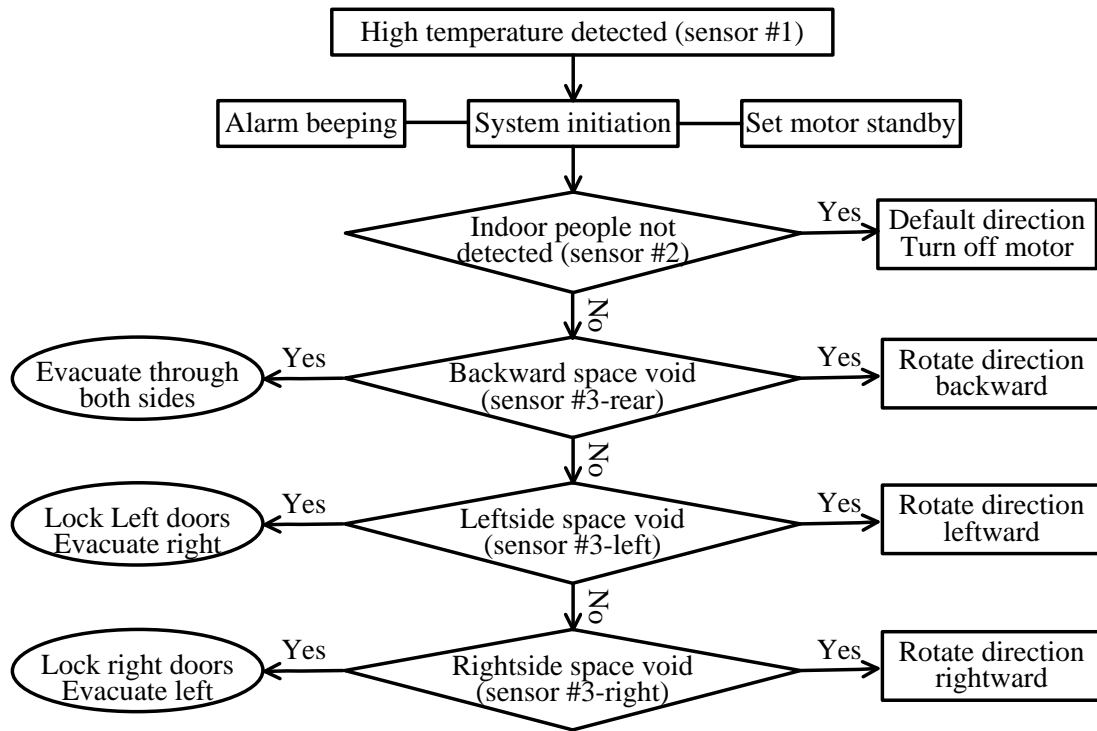 High temperature detected (sensor #1)
Alarm beeping
System initiation
Set motor standby
Indoor people not
detected (sensor #2)
Yes
Default direction
Turn off motor
No
Evacuate through
both sides
Yes
Backward space void
(sensor #3-rear)
Yes
Rotate direction
backward
No
Lock Left doors
Evacuate right
Yes
Leftside space void
(sensor #3-left)
Yes
Rotate direction
leftward
No
Lock right doors
Evacuate left
Yes
Rightside space void
(sensor #3-right)
Yes
Rotate direction
rightward